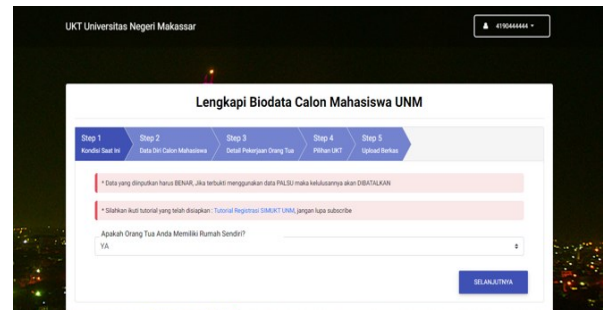 UKT Universitas Negeri Makassar
4190444444
Lengkapi Biodata Calon Mahasiswa UNM
Step 1
Kondisi Saat Ini
Step 2
Data Diri Calon Mahasiswa
Step 3
Detail Pekerjaan Orang Tua
Step 4
Pilihan UKT
Step 5
Upload Berkas
* Data yang diinputkan harus BENAR, Jika terbukti menggunakan data PALSU maka kelulusannya akan DIBATALKAN
* Silahkan ikuti tutorial yang telah disiapkan : Tutorial Registrasi SIMUKT UNM, jangan lupa subscribe
Apakah Orang Tua Anda Memiliki Rumah Sendiri?
YA
SELANJUTNYA